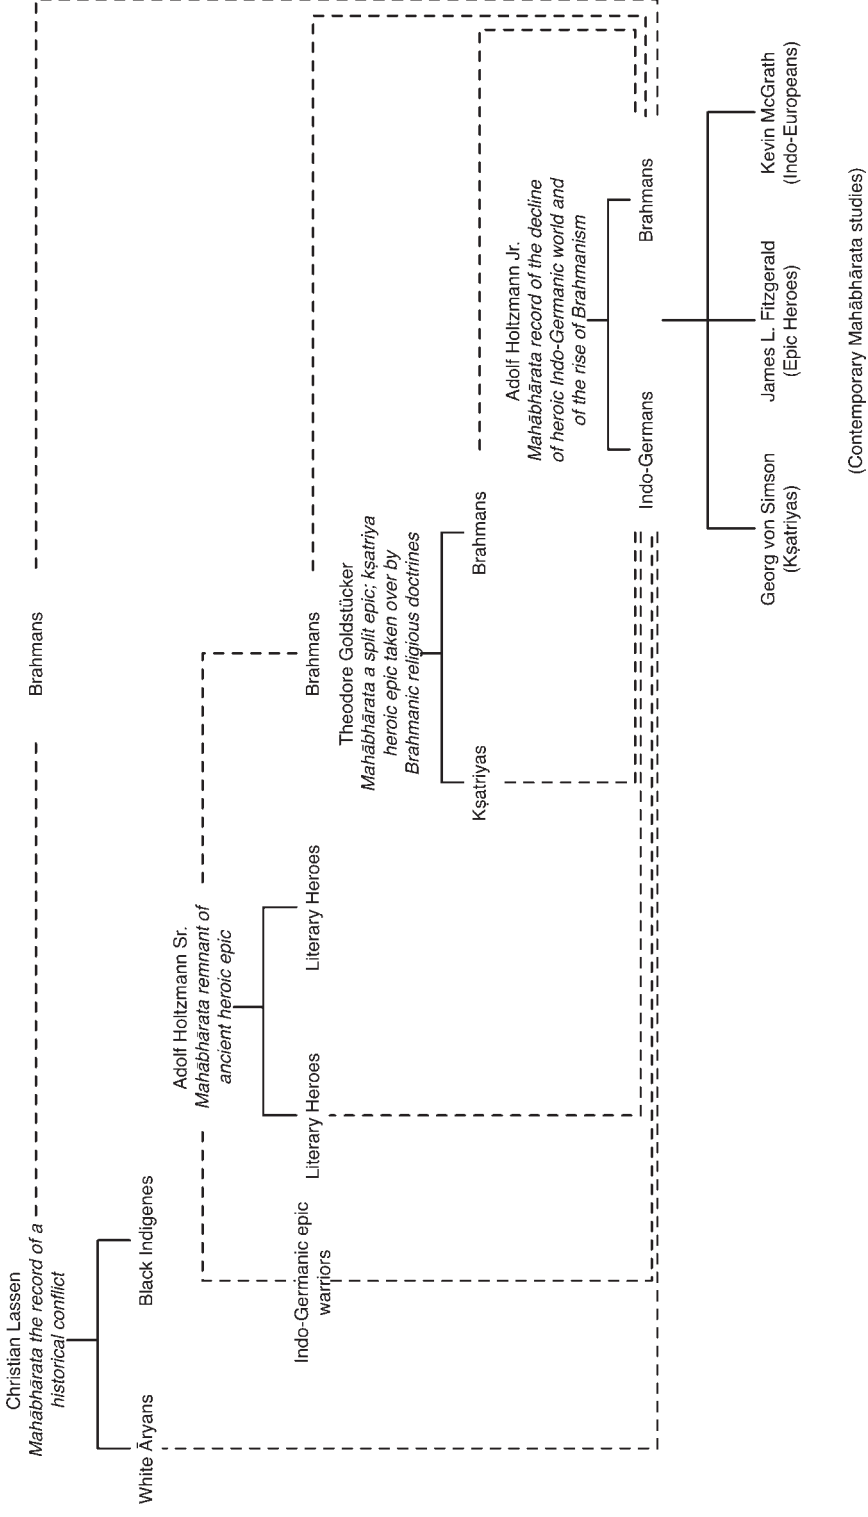 Christian Lassen
Mahābhārata the record of a
historical conflict
Brahmans
White Āryans
Black Indigenes
Adolf Holtzmann Sr.
Mahābhārata remnant of
ancient heroic epic
Indo-Germanic epic
warriors
Literary Heroes
Literary Heroes
Brahmans
Theodore Goldstücker
Mahābhārata a split epic; kṣatriya
heroic epic taken over by
Brahmanic religious doctrines
Kṣatriyas
Brahmans
Adolf Holtzmann Jr.
Mahābhārata record of the decline
of heroic Indo-Germanic world and
of the rise of Brahmanism
Indo-Germans
Brahmans
Georg von Simson
(Kṣatriyas)
James L. Fitzgerald
(Epic Heroes)
Kevin McGrath
(Indo-Europeans)
(Contemporary Mahābhārata studies)